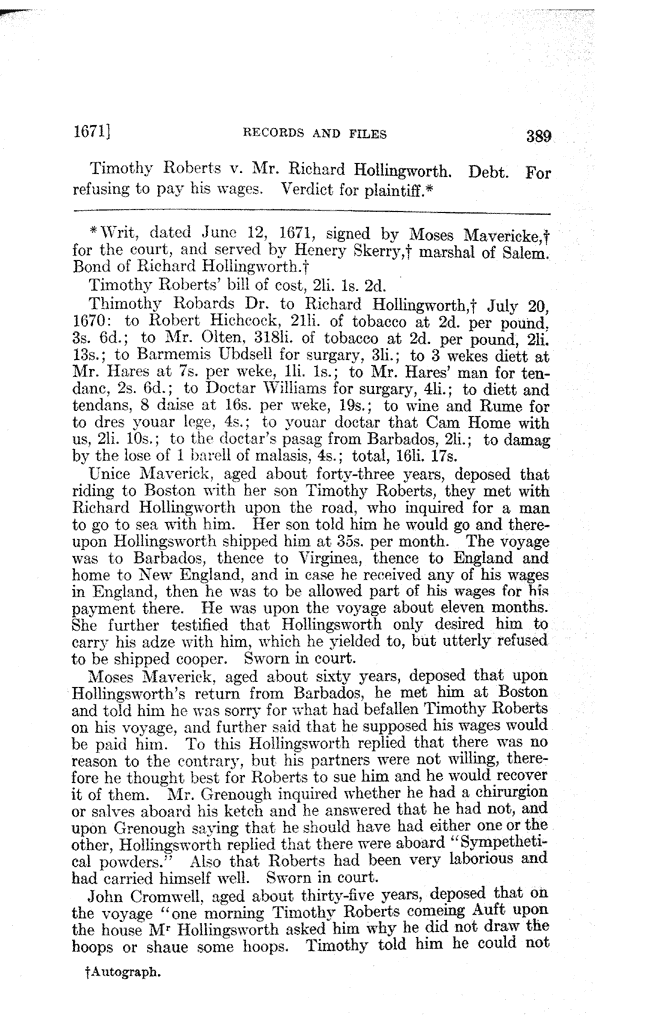 1671] RECORDS AND FILES 389
Timothy Roberts v. Mr. Richard Hollingworth. Debt. For
refusing to pay his wages. Verdict for plaintiff.*
*Writ, dated June 12, 1671, signed by Moses Mavericke,†
for the court, and served by Henery Skerry,† marshal of Salem.
Bond of Richard Hollingworth.†
Timothy Roberts' bill of cost, 2li. 1s. 2d.
Thimothy Robards Dr. to Richard Hollingworth,† July 20,
1670: to Robert Hichcock, 21li. of tobacco at 2d. per pound,
3s. 6d.; to Mr. Olten, 318li. of tobacco at 2d. per pound, 2li.
13s.; to Barmemis Ubdsell for surgary, 3li.; to 3 wekes diett at
Mr. Hares at 7s. per weke, 1li. 1s.; to Mr. Hares' man for ten-
danc, 2s. 6d.; to Doctar Williams for surgary, 4li.; to diett and
tendans, 8 daise at 16s. per weke, 19s.; to wine and Rume for
to dres youar lege, 4s.; to youar doctar that Cam Home with
us, 2li. 10s.; to the doctar's pasag from Barbados, 2li.; to damag
by the lose of 1 barell of malasis, 4s.; total, 16li. 17s.
Unice Maverick, aged about forty-three years, deposed that
riding to Boston with her son Timothy Roberts, they met with
Richard Hollingworth upon the road, who inquired for a man
to go to sea with him. Her son told him he would go and there-
upon Hollingsworth shipped him at 35s. per month. The voyage
was to Barbados, thence to Virginea, thence to England and
home to New England, and in case he received any of his wages
in England, then he was to be allowed part of his wages for his
payment there. He was upon the voyage about eleven months.
She further testified that Hollingsworth only desired him to
carry his adze with him, which he yielded to, but utterly refused
to be shipped cooper. Sworn in court.
Moses Maverick, aged about sixty years, deposed that upon
Hollingsworth's return from Barbados, he met him at Boston
and told him he was sorry for what had befallen Timothy Roberts
on his voyage, and further said that he supposed his wages would
be paid him. To this Hollingsworth replied that there was no
reason to the contrary, but his partners were not willing, there-
fore he thought best for Roberts to sue him and he would recover
it of them. Mr. Grenough inquired whether he had a chirurgion
or salves aboard his ketch and he answered that he had not, and
upon Grenough saying that he should have had either one or the
other, Hollingsworth replied that there were aboard "Sympetheti-
cal powders." Also that Roberts had been very laborious and
had carried himself well. Sworn in court.
John Cromwell, aged about thirty-five years, deposed that on
the voyage "one morning Timothy Roberts comeing Auft upon
the house Mr Hollingsworth asked him why he did not draw the
hoops or shaue some hoops. Timothy told him he could not
†Autograph.